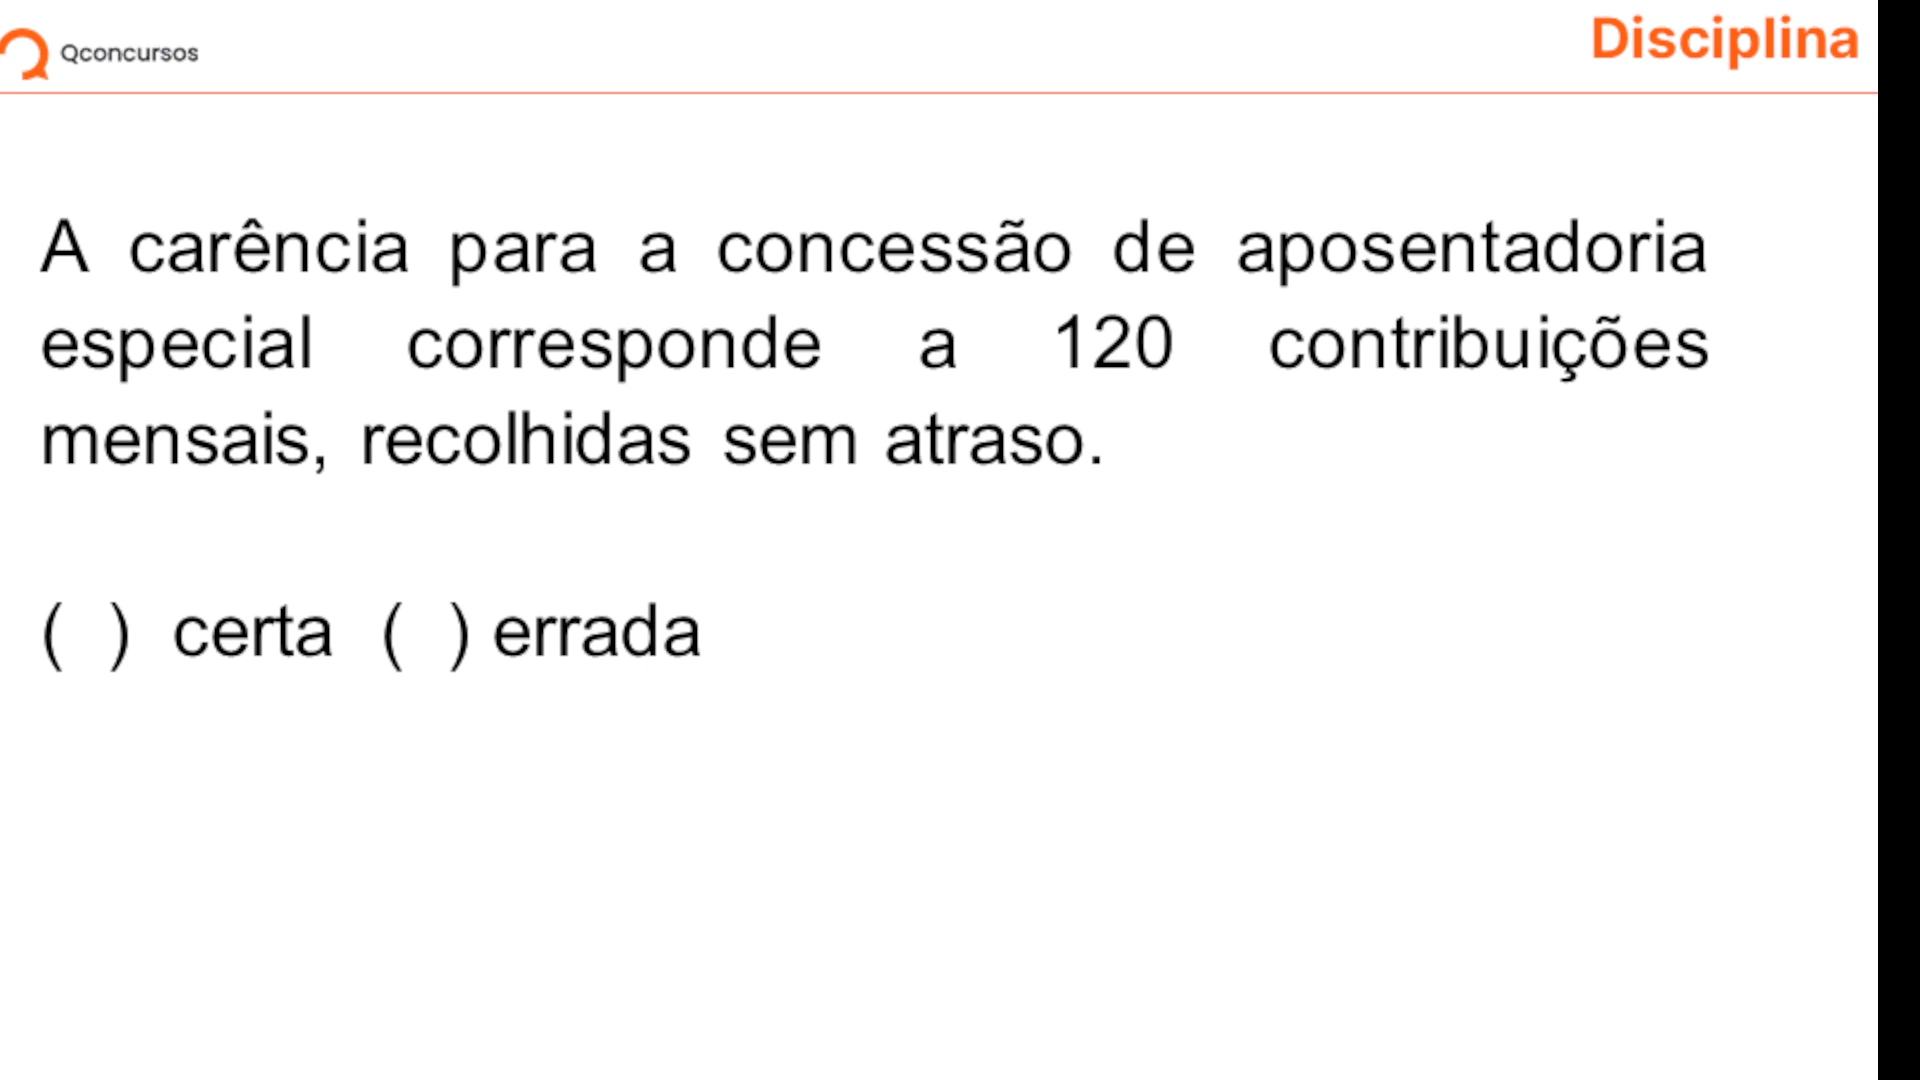 Qconcursos
Disciplina
A carência para a concessão de aposentadoria
especial corresponde a 120 contribuições
mensais, recolhidas sem atraso.
( ) certa ( ) errada